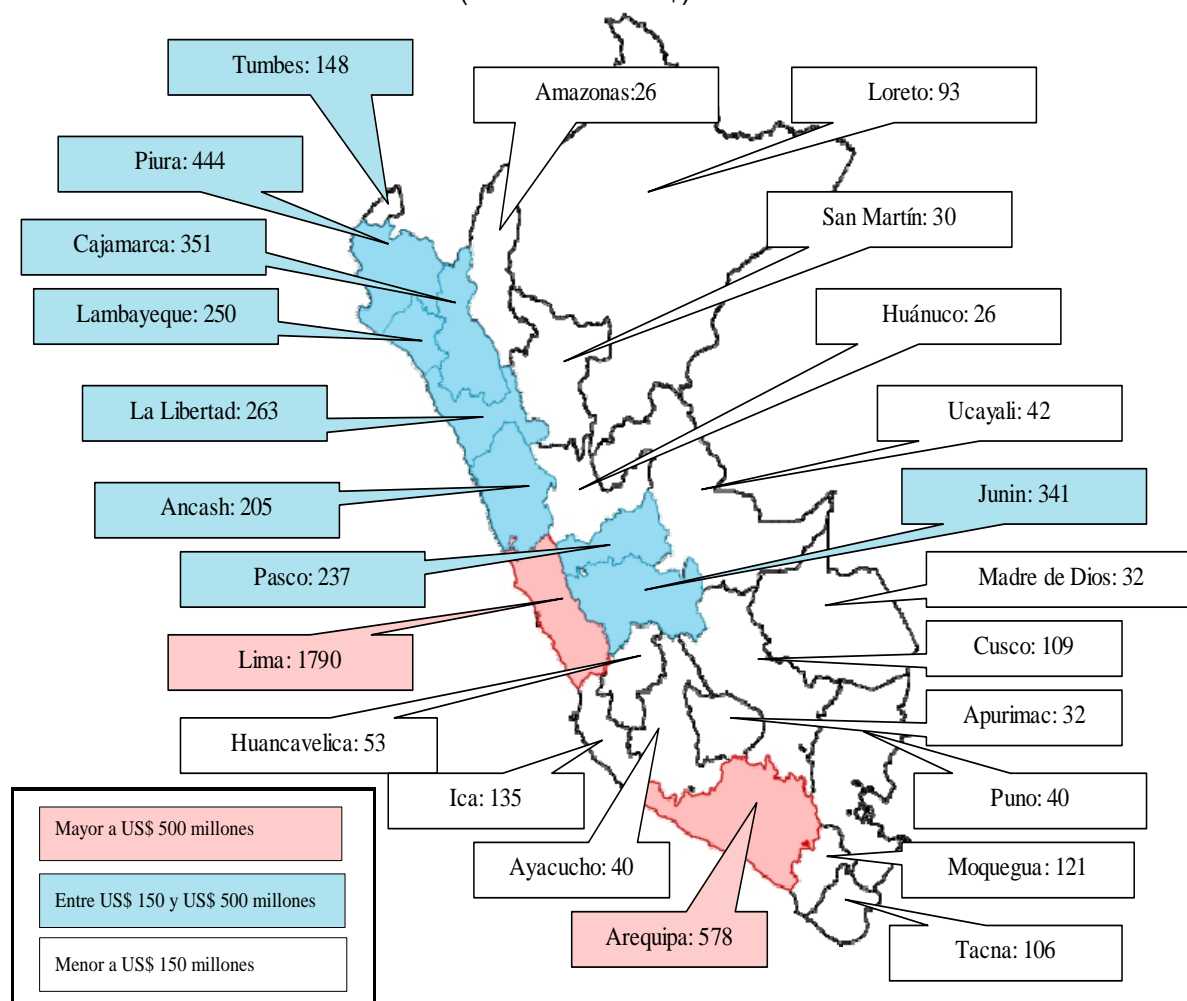 Tumbes: 148
Amazonas:26
Loreto: 93
Piura: 444
San Martín: 30
Cajamarca: 351
Lambayeque: 250
Huánuco: 26
La Libertad: 263
Ucayali: 42
Ancash: 205
Junin: 341
Pasco: 237
Madre de Dios: 32
Lima: 1790
Cusco: 109
Huancavelica: 53
Apurimac: 32
Ica: 135
Puno: 40
Ayacucho: 40
Moquegua: 121
Arequipa: 578
Tacna: 106
Mayor a US$ 500 millones
Entre US$ 150 y US$ 500 millones
Menor a US$ 150 millones